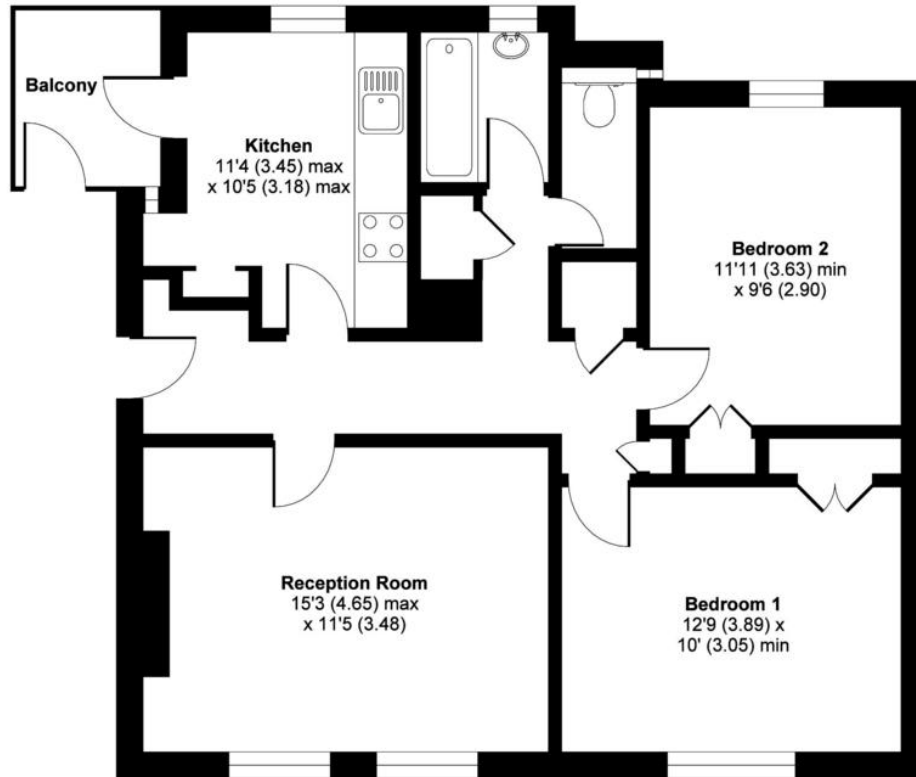 Balcony
Kitchen
11'4 (3.45) max
x 10'5 (3.18) max
Bedroom 2
11'11 (3.63) min
x 9'6 (2.90)
Reception Room
15'3 (4.65) max
x 11'5 (3.48)
Bedroom 1
12'9 (3.89) x
10' (3.05) min